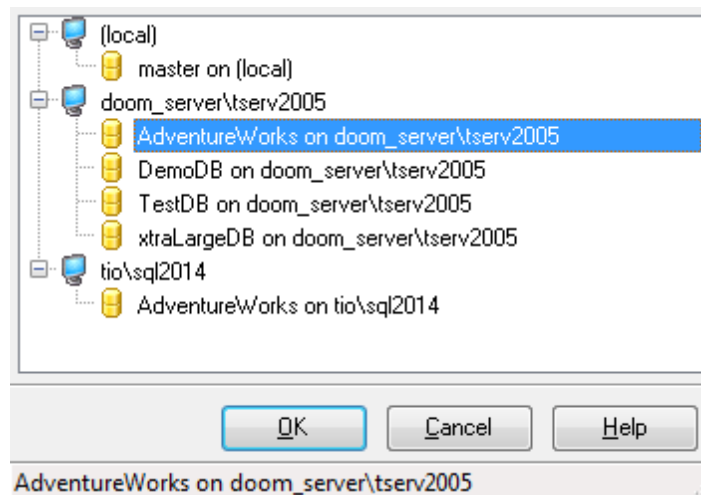 (local)
master on (local)
doom_server\tserv2005
AdventureWorks on doom_server\tserv2005
DemoDB on doom_server\tserv2005
TestDB on doom_server\tserv2005
xtraLargeDB on doom_server\tserv2005
tio\sql2014
AdventureWorks on tio\sql2014
OK Cancel Help
AdventureWorks on doom_server\tserv2005